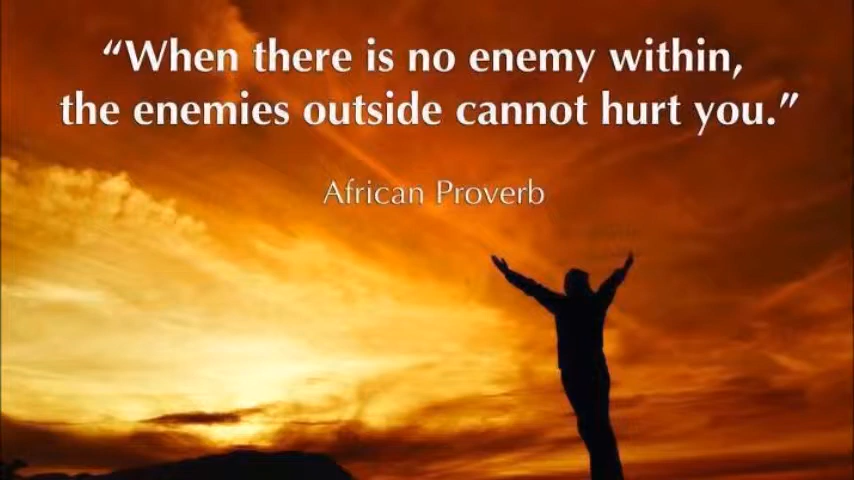 “When there is no enemy within,
the enemies outside cannot hurt you.”
African Proverb